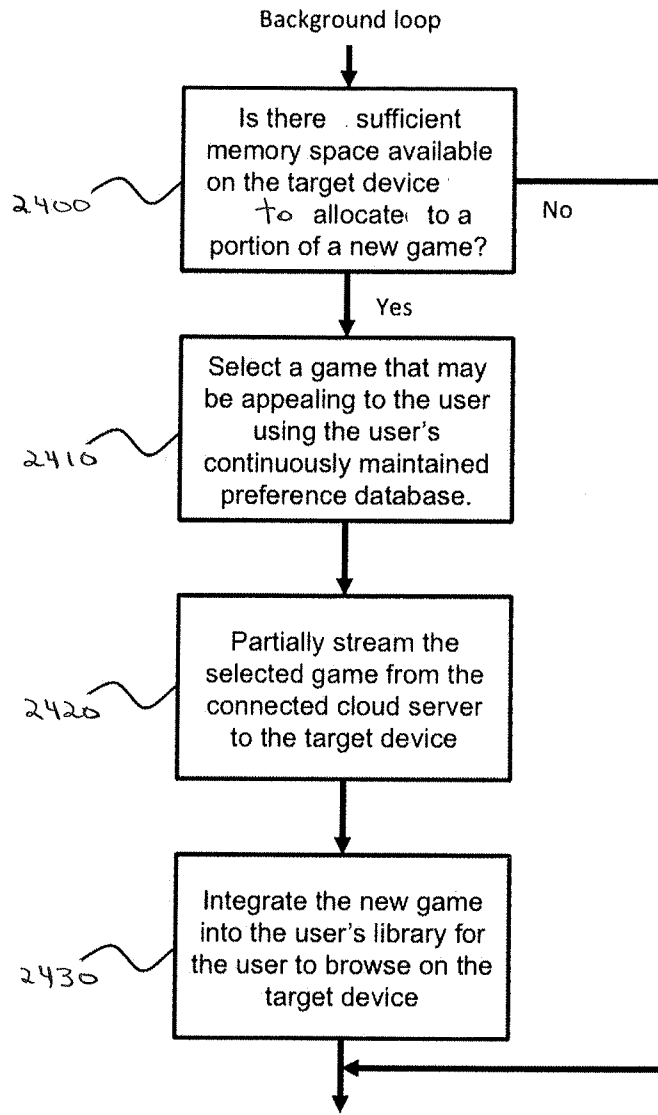 Background loop
Is there sufficient
memory space available
on the target device
to allocate to a
portion of a new game?
2400
No
Yes
Select a game that may
be appealing to the user
using the user's
continuously maintained
preference database.
2410
Partially stream the
selected game from the
connected cloud server
to the target device
2420
Integrate the new game
into the user's library for
the user to browse on the
target device
2430